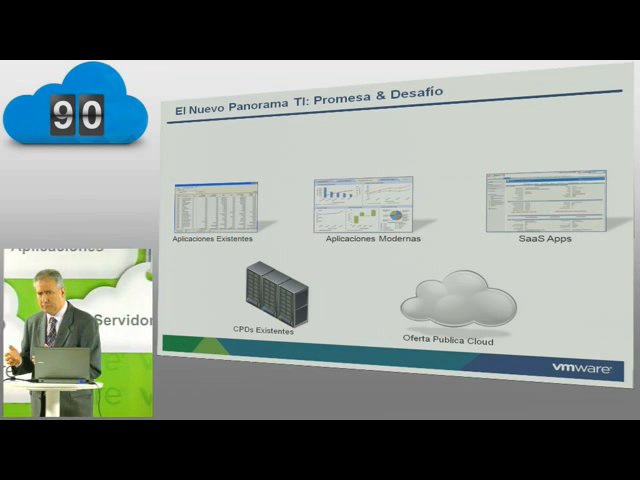 90
El Nuevo Panorama TI: Promesa & Desafío
Aplicaciones Existentes
Aplicaciones Modernas
SaaS Apps
CPDs Existentes
Oferta Pública Cloud
vmware
Aplicaciones
Servidor